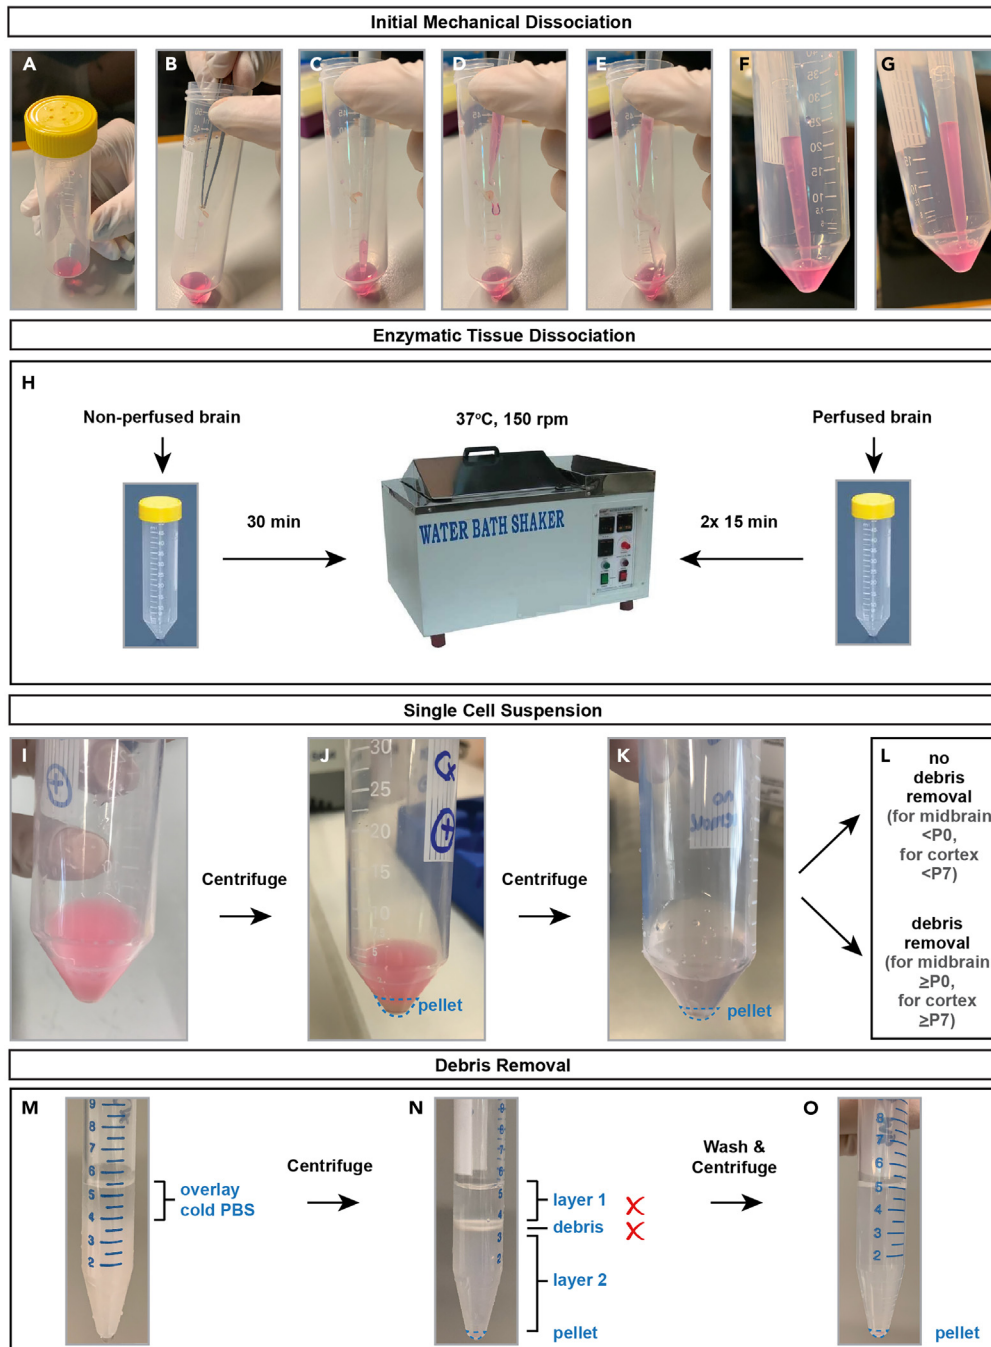 Initial Mechanical Dissociation
A
B
C
D
E
F
G
Enzymatic Tissue Dissociation
H
Non-perfused brain
37°C, 150 rpm
Perfused brain
30 min
2x 15 min
WATER BATH SHAKER
Single Cell Suspension
I
J
K
L
Centrifuge
Centrifuge
pellet
pellet
no
debris
removal
(for midbrain
<P0,
for cortex
<P7)
debris
removal
(for midbrain
≥P0,
for cortex
≥P7)
Debris Removal
M
N
O
overlay
cold PBS
Centrifuge
layer 1
debris
layer 2
pellet
Wash &
Centrifuge
pellet